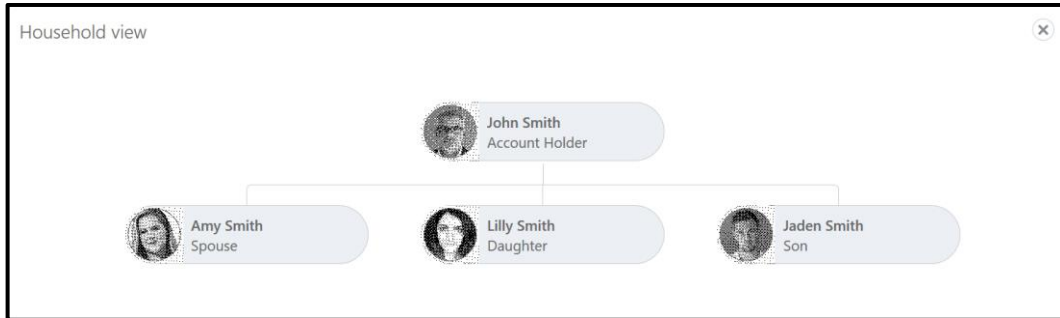 Household view
John Smith
Account Holder
Amy Smith
Spouse
Lilly Smith
Daughter
Jaden Smith
Son